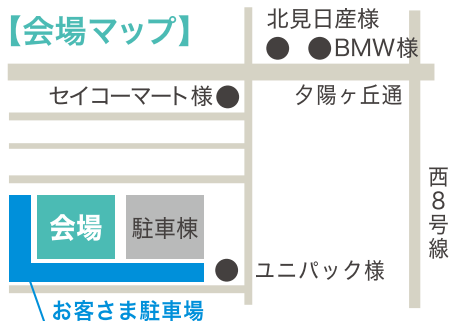 【会場マップ】
北見日産様
BMW様
セイコーマート様
夕陽ヶ丘通
西8号線
会場
駐車棟
ユニパック様
お客さま駐車場